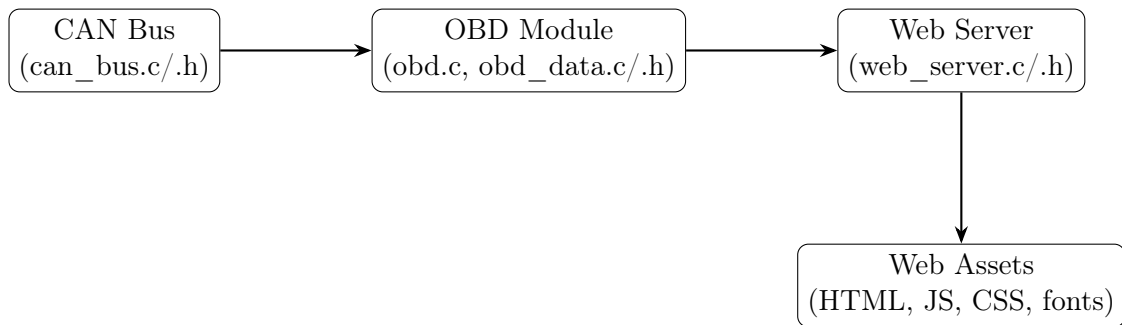 CAN Bus
(can_bus.c/.h)
OBD Module
(obd.c, obd_data.c/.h)
Web Server
(web_server.c/.h)
Web Assets
(HTML, JS, CSS, fonts)